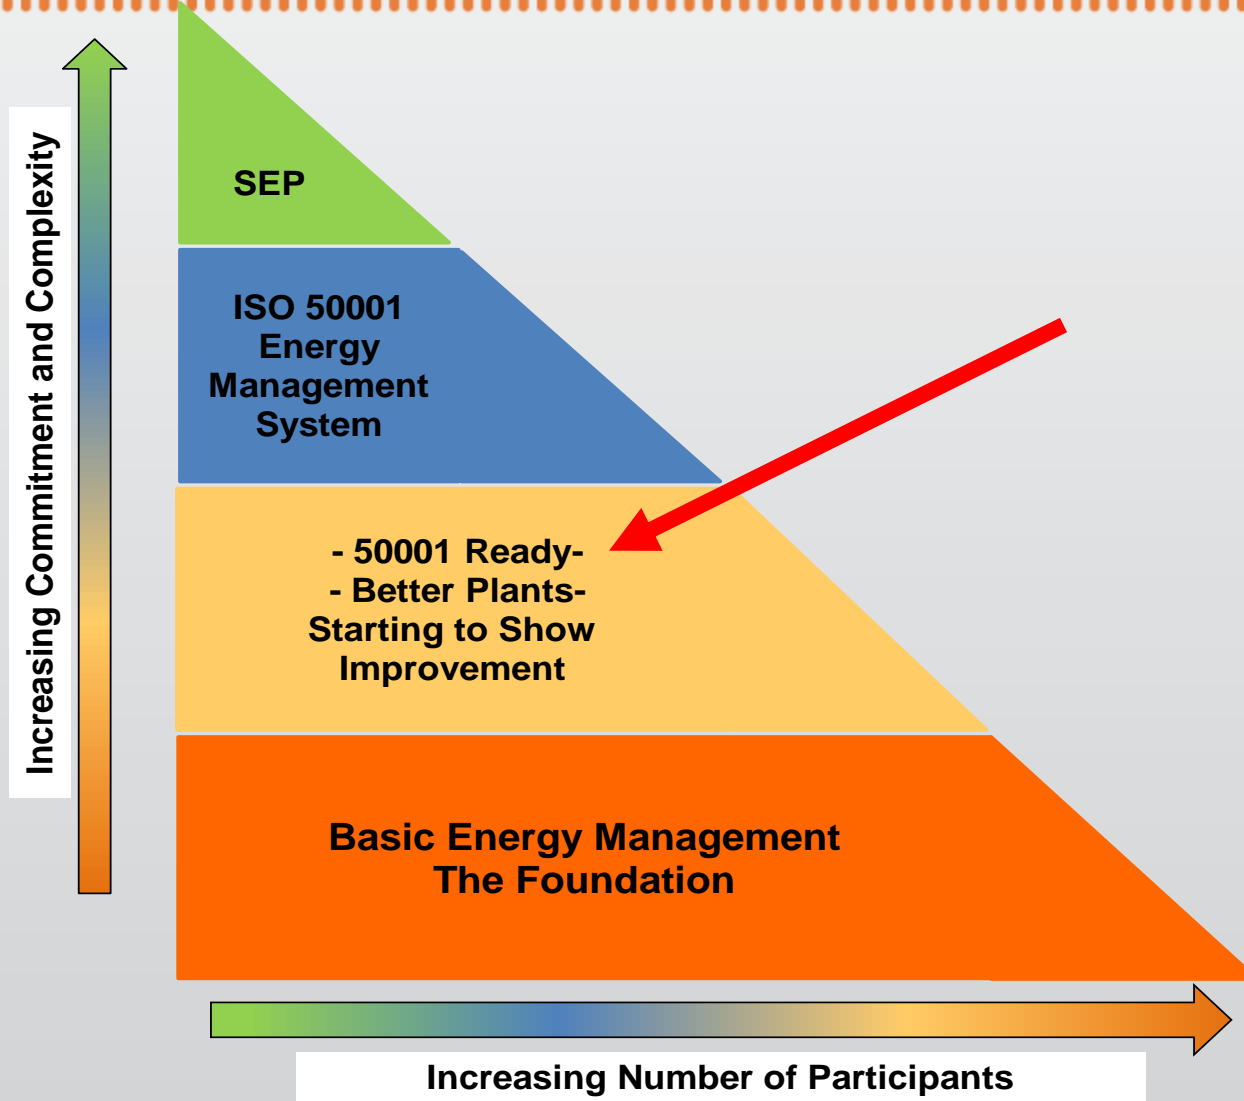 Increasing Commitment and Complexity
SEP
ISO 50001
Energy
Management
System
- 50001 Ready-
- Better Plants-
Starting to Show
Improvement
Basic Energy Management
The Foundation
Increasing Number of Participants